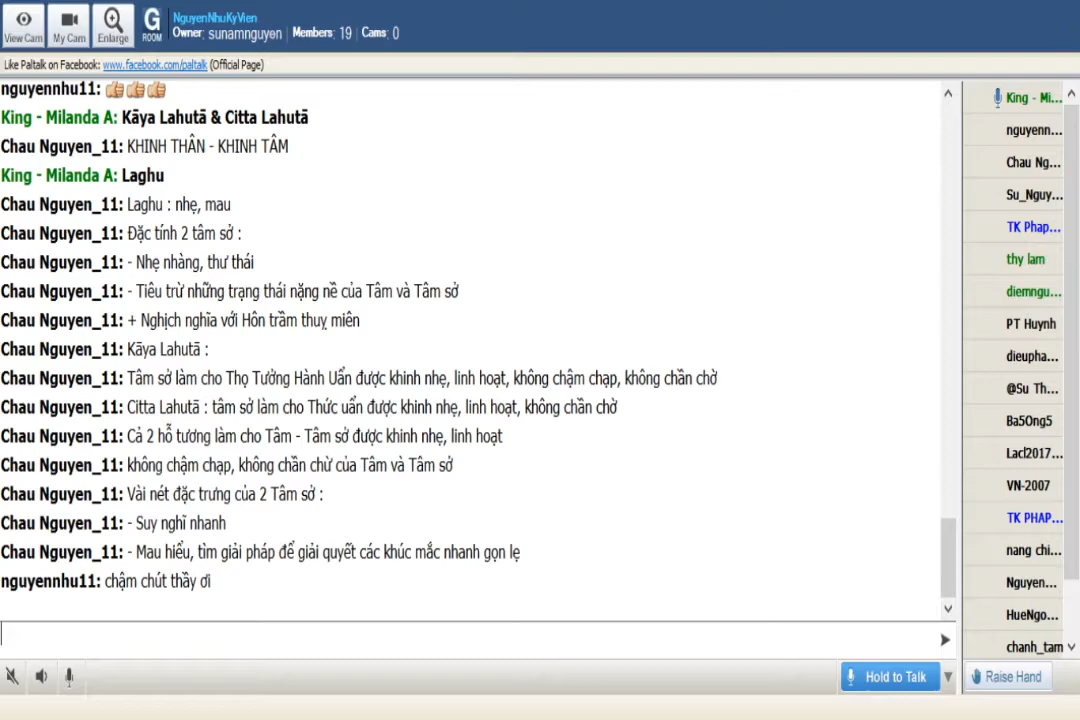 NguyenNhuKyVien
View Cam My Cam Enlarge G ROOM Owner: sunamnguyen Members: 19 Cams: 0
Like Paltalk on Facebook: www.facebook.com/paltalk (Official Page)
nguyennhu11: 👍👍👍
King - Milanda A: Kāya Lahutā & Citta Lahutā
Chau Nguyen_11: KHINH THÂN - KHINH TÂM
King - Milanda A: Laghu
Chau Nguyen_11: Laghu : nhẹ, mau
Chau Nguyen_11: Đặc tính 2 tâm sở :
Chau Nguyen_11: - Nhẹ nhàng, thư thái
Chau Nguyen_11: - Tiêu trừ những trạng thái nặng nề của Tâm và Tâm sở
Chau Nguyen_11: + Nghịch nghĩa với Hôn trầm thuỵ miên
Chau Nguyen_11: Kāya Lahutā :
Chau Nguyen_11: Tâm sở làm cho Thọ Tưởng Hành Uẩn được khinh nhẹ, linh hoạt, không chậm chạp, không chần chờ
Chau Nguyen_11: Citta Lahutā : tâm sở làm cho Thức uẩn được khinh nhẹ, linh hoạt, không chần chờ
Chau Nguyen_11: Cả 2 hỗ tương làm cho Tâm - Tâm sở được khinh nhẹ, linh hoạt
Chau Nguyen_11: không chậm chạp, không chần chừ của Tâm và Tâm sở
Chau Nguyen_11: Vài nét đặc trưng của 2 Tâm sở :
Chau Nguyen_11: - Suy nghĩ nhanh
Chau Nguyen_11: - Mau hiểu, tìm giải pháp để giải quyết các khúc mắc nhanh gọn lẹ
nguyennhu11: chậm chút thầy ơi
King - Mi...
nguyenn...
Chau Ng...
Su_Nguy...
TK Phap...
thy lam
diemngu...
PT Huynh
dieupha...
@Su Th...
Ba5Ong5
Lacl2017...
VN-2007
TK PHAP...
nang chi...
Nguyen...
HueNgo...
chanh_tam
Hold to Talk
Raise Hand